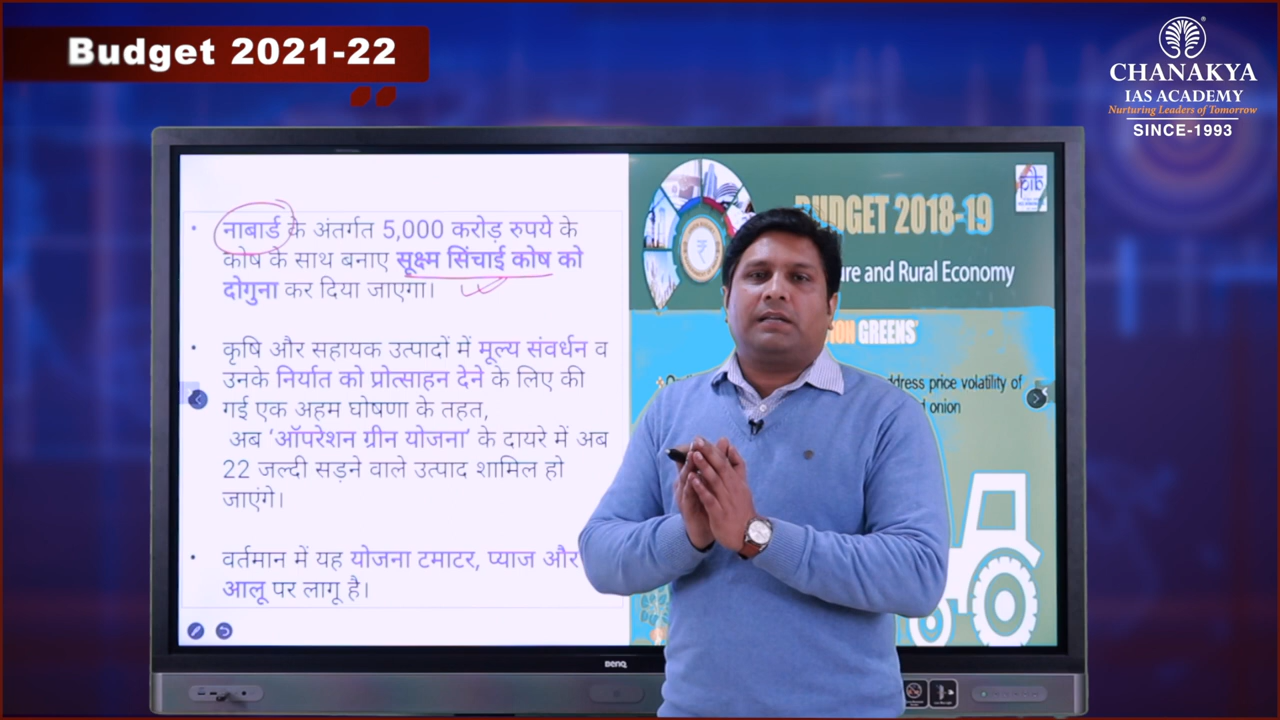 Budget 2021-22
CHANAKYA
IAS ACADEMY
Nurturing Leaders of Tomorrow
SINCE-1993
• नाबार्ड के अंतर्गत 5,000 करोड़ रुपये के
कोष के साथ बनाए सूक्ष्म सिंचाई कोष को
दोगुना कर दिया जाएगा।
• कृषि और सहायक उत्पादों में मूल्य संवर्धन व
उनके निर्यात को प्रोत्साहन देने के लिए की
गई एक अहम घोषणा के तहत,
अब ‘ऑपरेशन ग्रीन योजना’ के दायरे में अब
22 जल्दी सड़ने वाले उत्पाद शामिल हो
जाएंगे।
• वर्तमान में यह योजना टमाटर, प्याज और
आलू पर लागू है।
pib
BUDGET 2018-19
and Rural Economy
GREENS’
price volatility of
onion
BenQ